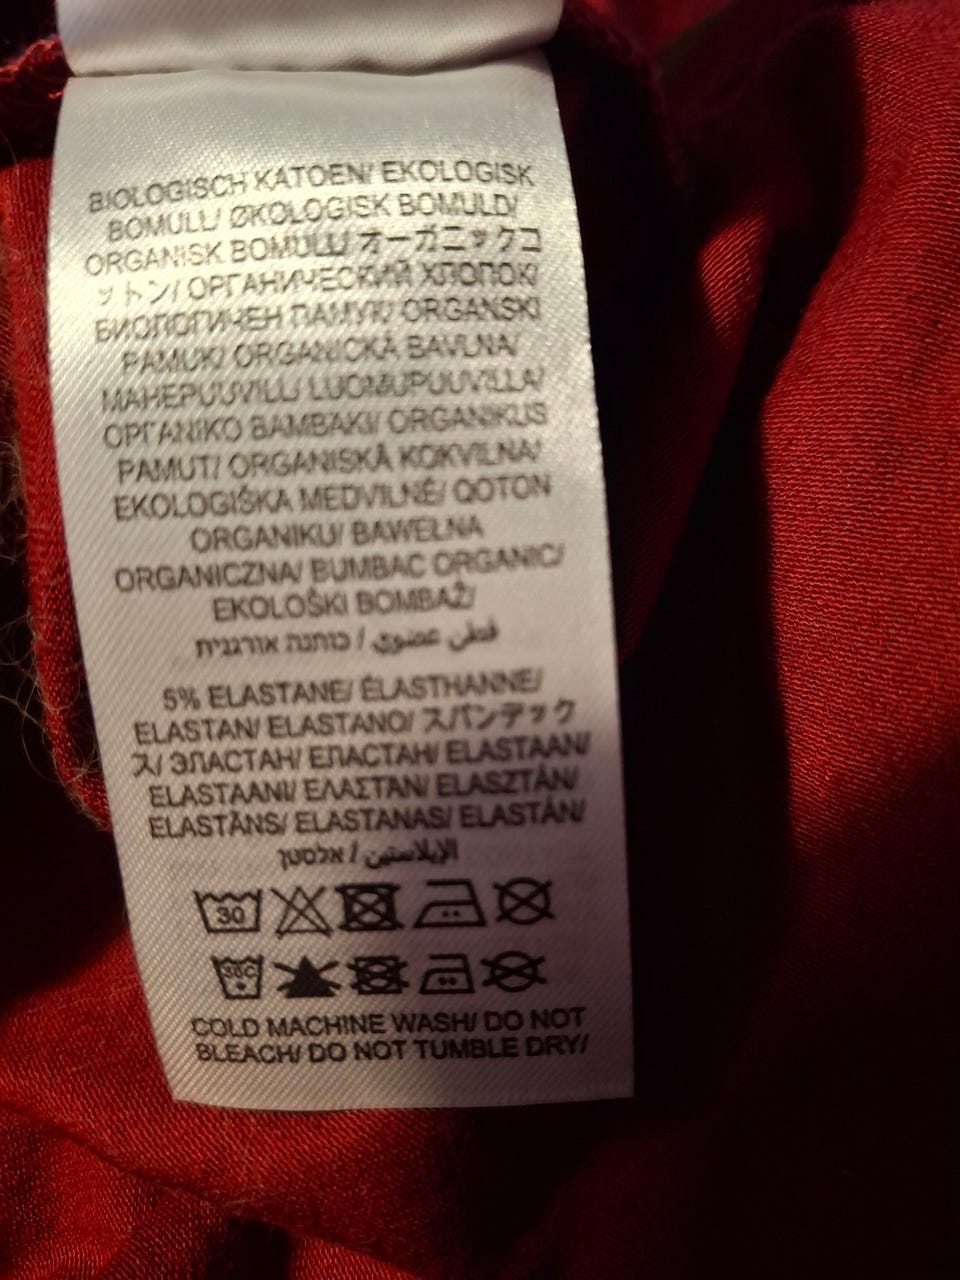 BIOLOGISCH KATOEN/ EKOLOGISK
BOMULL/ ØKOLOGISK BOMULD/
ORGANISK BOMULL/ オーガニックコ
ットン/ ОРГАНИЧЕСКИЙ ХЛОПОК/
БИОЛОГИЧЕН ПАМУК/ ORGANSKI
PAMUK/ ORGANICKÁ BAVLNA/
MAHEPUUVILL/ LUOMUPUUVILLA/
ΟΡΓΑΝΙΚΟ ΒΑΜΒΑΚΙ/ ORGANIKUS
PAMUT/ ORGANISKĀ KOKVILNA/
EKOLOGIŠKA MEDVILNĖ/ QOTON
ORGANIKU/ BAWEŁNA
ORGANICZNA/ BUMBAC ORGANIC/
EKOLOŠKI BOMBAŽ/
قطن عضوي / כותנה אורגנית
5% ELASTANE/ ÉLASTHANNE/
ELASTAN/ ELASTANO/ スパンデック
ス/ ЭЛАСТАН/ ЕЛАСТАН/ ELASTAAN/
ELASTAANI/ ΕΛΑΣΤΑΝ/ ELASZTÁN/
ELASTĀNS/ ELASTANAS/ ELASTÁN/
الإيلاستين / אלסטן
30
30C
COLD MACHINE WASH/ DO NOT
BLEACH/ DO NOT TUMBLE DRY/